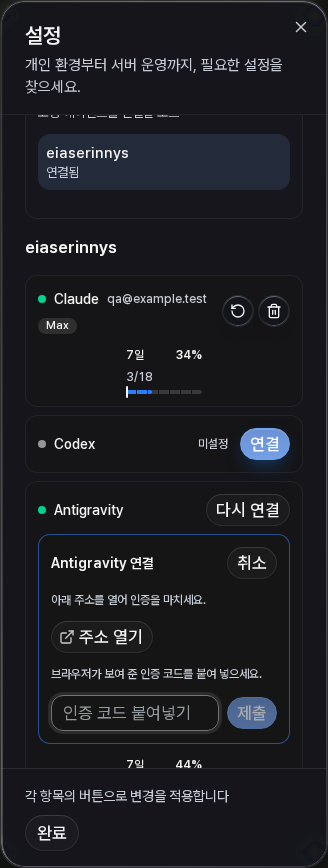 설정
개인 환경부터 서버 운영까지, 필요한 설정을
찾으세요.
eiaserinnys
연결됨
eiaserinnys
Claude qa@example.test
Max
7일 34%
3/18
Codex 미설정 연결
Antigravity 다시 연결
Antigravity 연결 취소
아래 주소를 열어 인증을 마치세요.
주소 열기
브라우저가 보여 준 인증 코드를 붙여 넣으세요.
인증 코드 붙여넣기 제출
7일 44%
각 항목의 버튼으로 변경을 적용합니다
완료